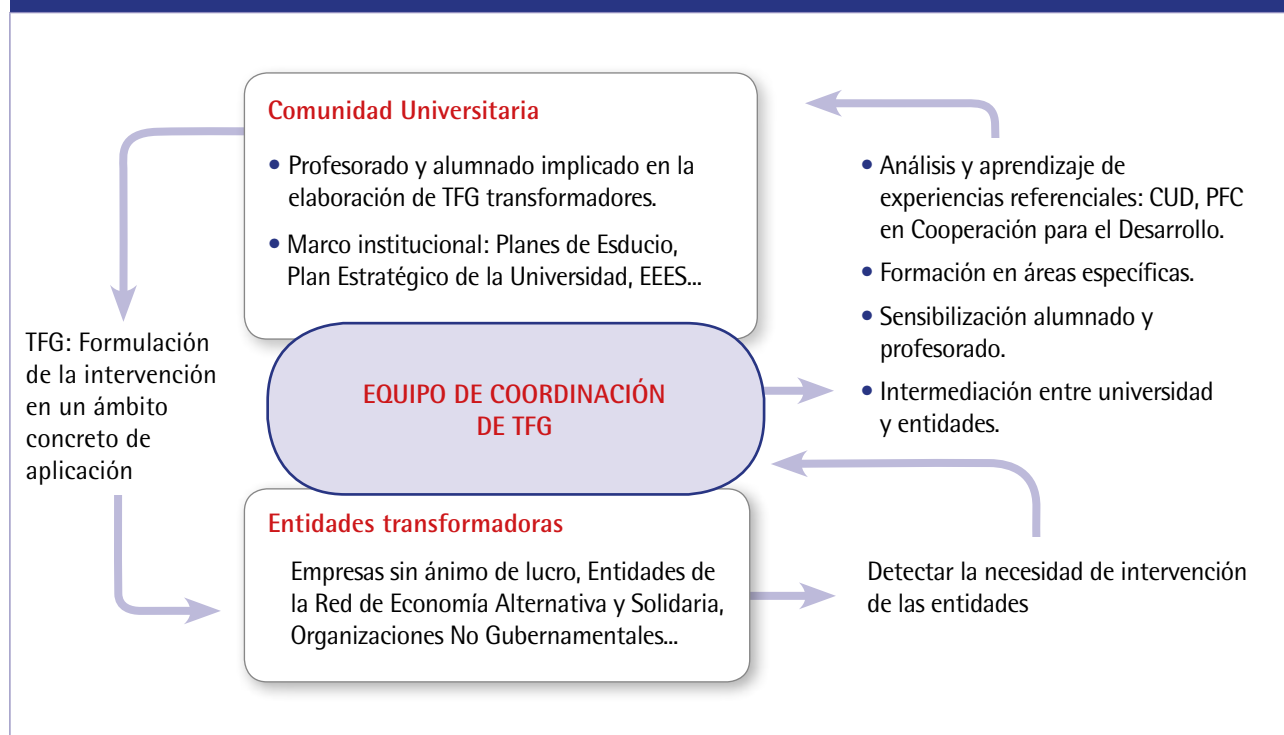 Comunidad Universitaria
• Profesorado y alumnado implicado en la
elaboración de TFG transformadores.
• Marco institucional: Planes de Esducio,
Plan Estratégico de la Universidad, EEES...
EQUIPO DE COORDINACIÓN
DE TFG
Entidades transformadoras
Empresas sin ánimo de lucro, Entidades de
la Red de Economía Alternativa y Solidaria,
Organizaciones No Gubernamentales...
TFG: Formulación
de la intervención
en un ámbito
concreto de
aplicación
• Análisis y aprendizaje de
experiencias referenciales: CUD, PFC
en Cooperación para el Desarrollo.
• Formación en áreas específicas.
• Sensibilización alumnado y
profesorado.
• Intermediación entre universidad
y entidades.
Detectar la necesidad de intervención
de las entidades